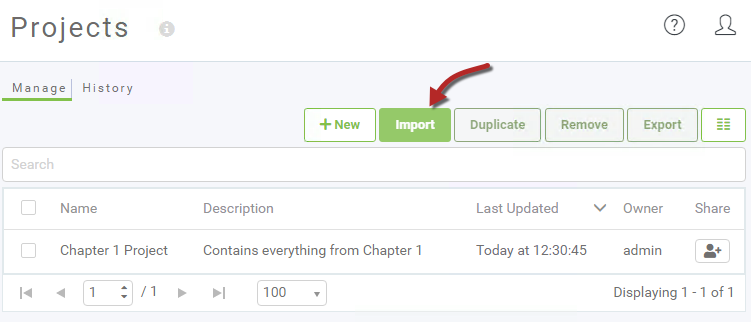 Projects
Manage History
+ New Import Duplicate Remove Export
Search
Name Description Last Updated Owner Share
Chapter 1 Project Contains everything from Chapter 1 Today at 12:30:45 admin
1 / 1 100 Displaying 1 - 1 of 1